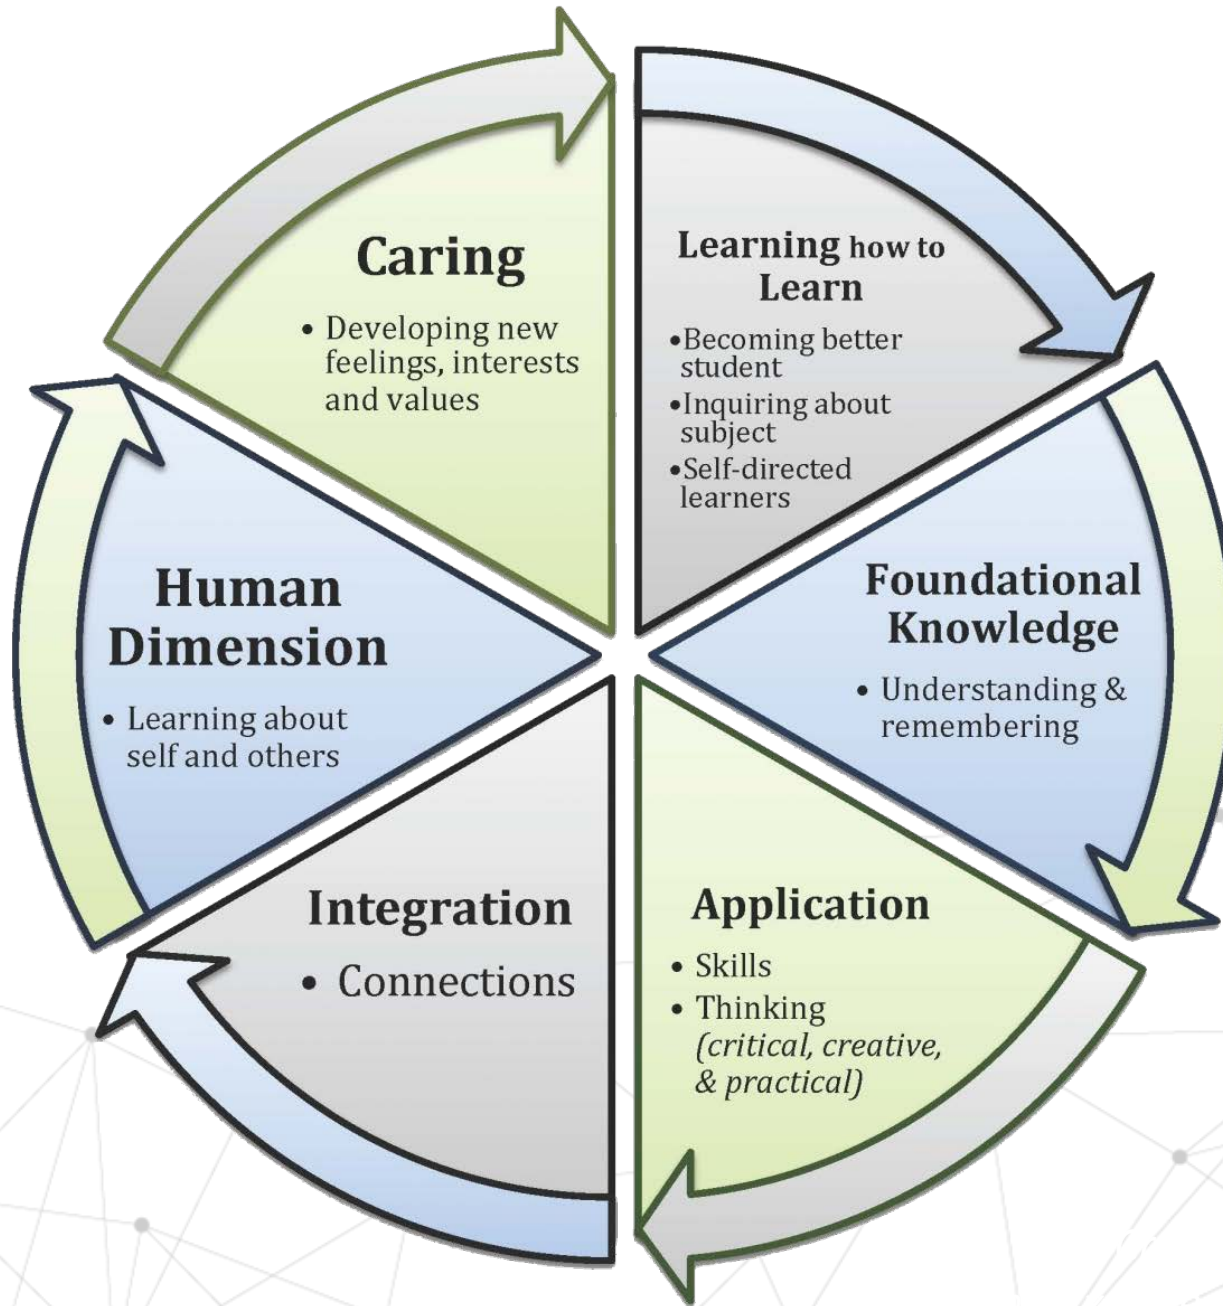 Caring
• Developing new
feelings, interests
and values
Learning how to
Learn
•Becoming better
student
•Inquiring about
subject
•Self-directed
learners
Foundational
Knowledge
• Understanding &
remembering
Application
• Skills
• Thinking
(critical, creative,
& practical)
Integration
• Connections
Human
Dimension
• Learning about
self and others